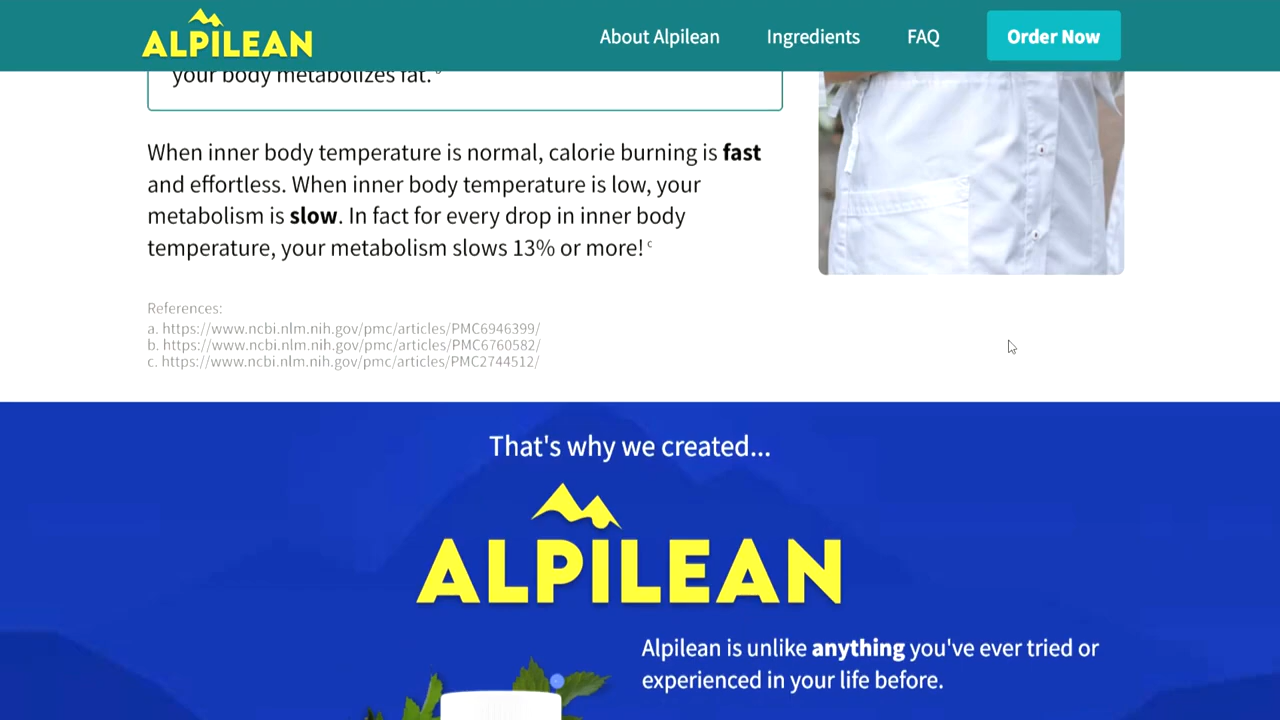 ALPILEAN
About Alpilean
Ingredients
FAQ
Order Now
your body metabolizes fat.
When inner body temperature is normal, calorie burning is fast
and effortless. When inner body temperature is low, your
metabolism is slow. In fact for every drop in inner body
temperature, your metabolism slows 13% or more! c
References:
a. https://www.ncbi.nlm.nih.gov/pmc/articles/PMC6946399/
b. https://www.ncbi.nlm.nih.gov/pmc/articles/PMC6760582/
c. https://www.ncbi.nlm.nih.gov/pmc/articles/PMC2744512/
That's why we created...
ALPILEAN
Alpilean is unlike anything you've ever tried or
experienced in your life before.